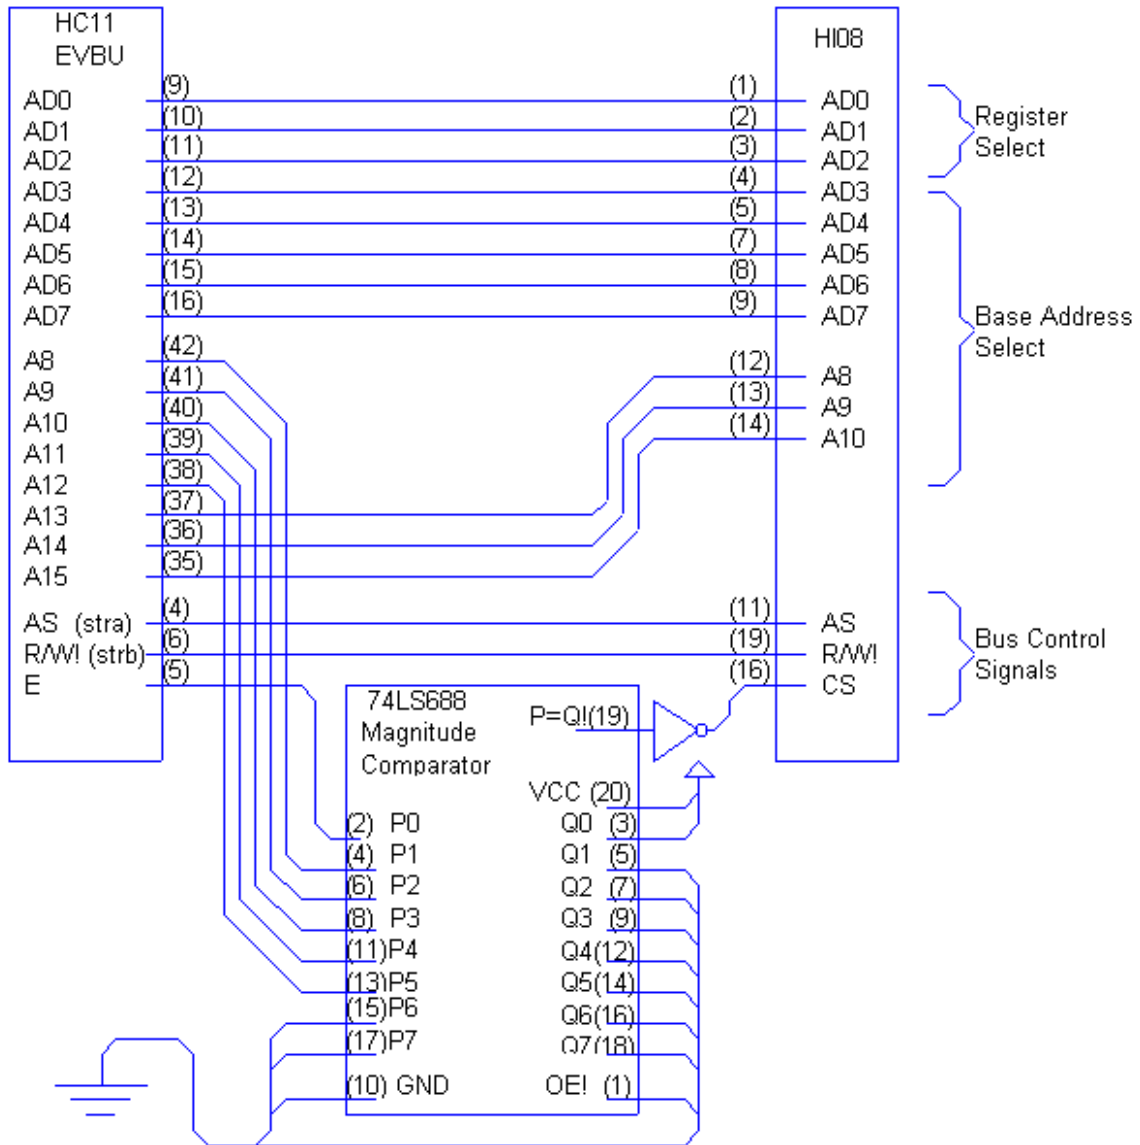 HC11
EVBU
HI08
AD0 (9) (1) AD0
AD1 (10) (2) AD1
AD2 (11) (3) AD2
AD3 (12) (4) AD3
AD4 (13) (5) AD4
AD5 (14) (7) AD5
AD6 (15) (8) AD6
AD7 (16) (9) AD7
Register
Select
Base Address
Select
A8 (42)
A9 (41)
A10 (40)
A11 (39)
A12 (38)
A13 (37)
A14 (36)
A15 (35)
(12) A8
(13) A9
(14) A10
AS (stra) (4) (11) AS
R/W! (strb) (6) (19) R/W!
E (5) (16) CS
Bus Control
Signals
74LS688
Magnitude
Comparator
P=Q!(19)
VCC (20)
(2) P0 Q0 (3)
(4) P1 Q1 (5)
(6) P2 Q2 (7)
(8) P3 Q3 (9)
(11)P4 Q4(12)
(13)P5 Q5(14)
(15)P6 Q6(16)
(17)P7 Q7(18)
(10) GND OE! (1)